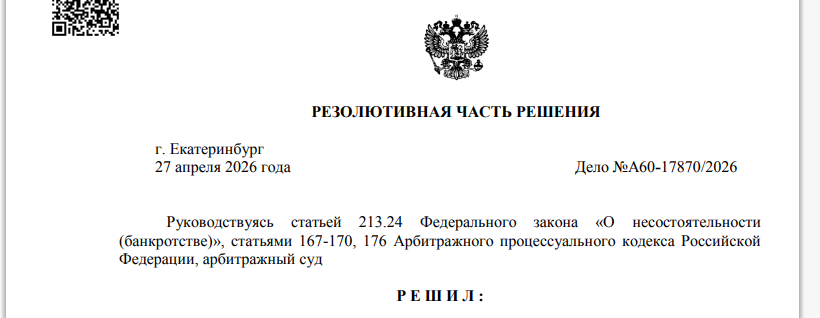 РЕЗОЛЮТИВНАЯ ЧАСТЬ РЕШЕНИЯ
г. Екатеринбург
27 апреля 2026 года Дело №А60-17870/2026
Руководствуясь статьей 213.24 Федерального закона «О несостоятельности
(банкротстве)», статьями 167-170, 176 Арбитражного процессуального кодекса Российской
Федерации, арбитражный суд
Р Е Ш И Л :